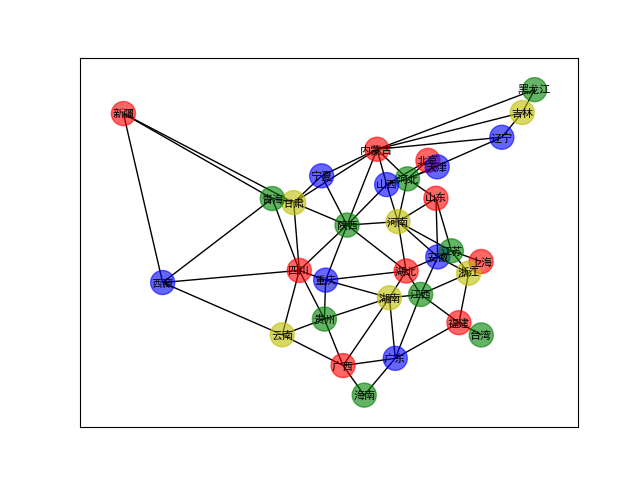 黑龙江
新疆
吉林
辽宁
内蒙古
北京
天津
宁夏
河北
山西
青海
甘肃
山东
河南
陕西
江苏
安徽
上海
四川
湖北
浙江
重庆
西藏
江西
湖南
贵州
福建
云南
台湾
广东
广西
海南